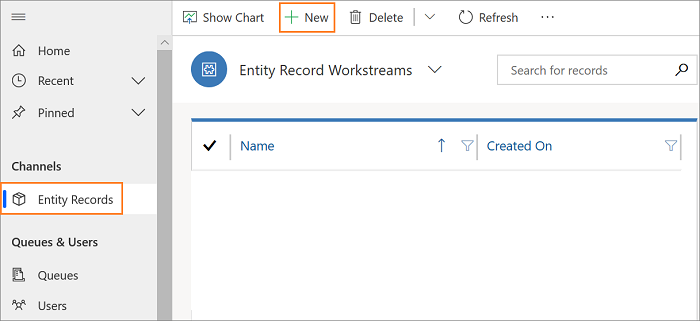 Show Chart New Delete Refresh
Home
Recent
Pinned
Entity Record Workstreams
Search for records
Name Created On
Channels
Entity Records
Queues & Users
Queues
Users